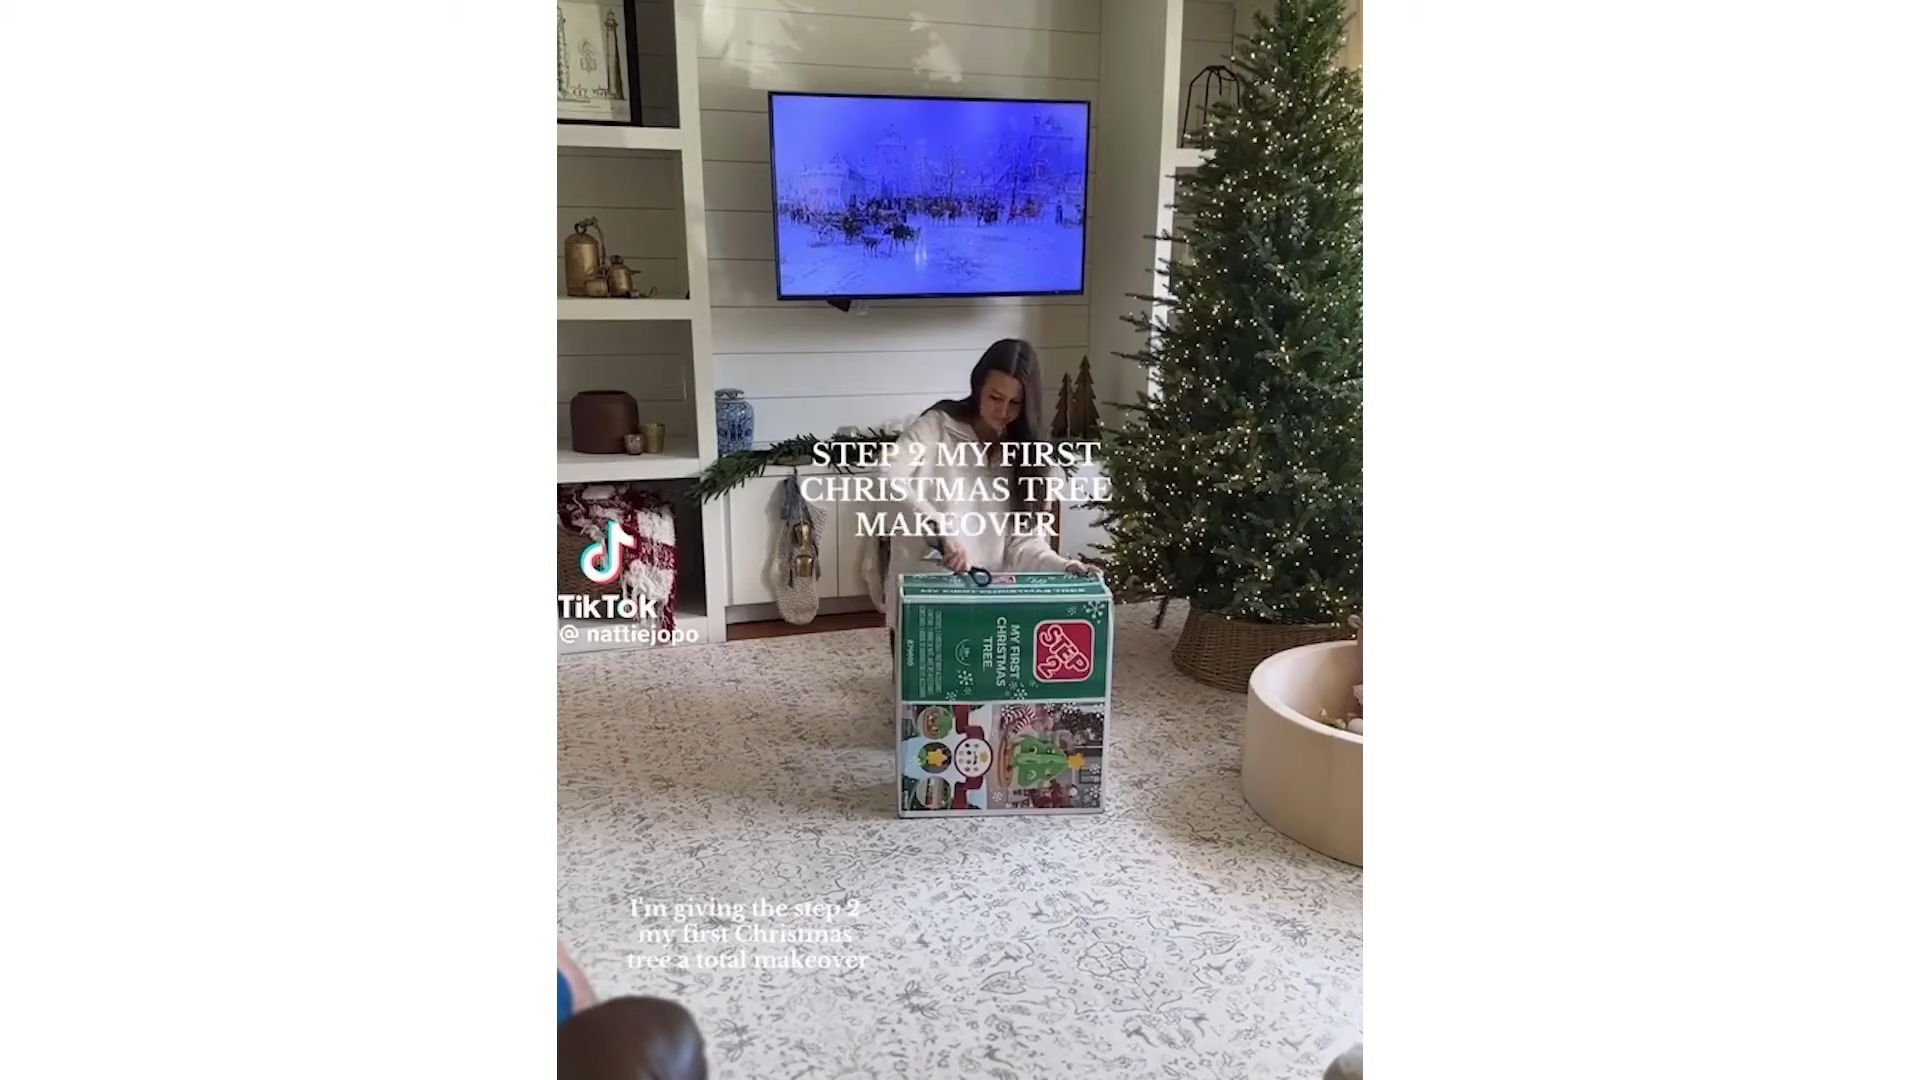 STEP 2 MY FIRST
CHRISTMAS TREE
MAKEOVER
TikTok
@ nattiejopo
STEP
2
MY FIRST
CHRISTMAS
TREE
I'm giving the step 2
my first Christmas
tree a total makeover